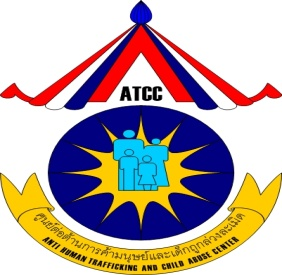 ATCC
ศูนย์ต่อต้านการค้ามนุษย์และเด็กถูกล่วงละเมิด
ANTI HUMAN TRAFFICKING AND CHILD ABUSE CENTER